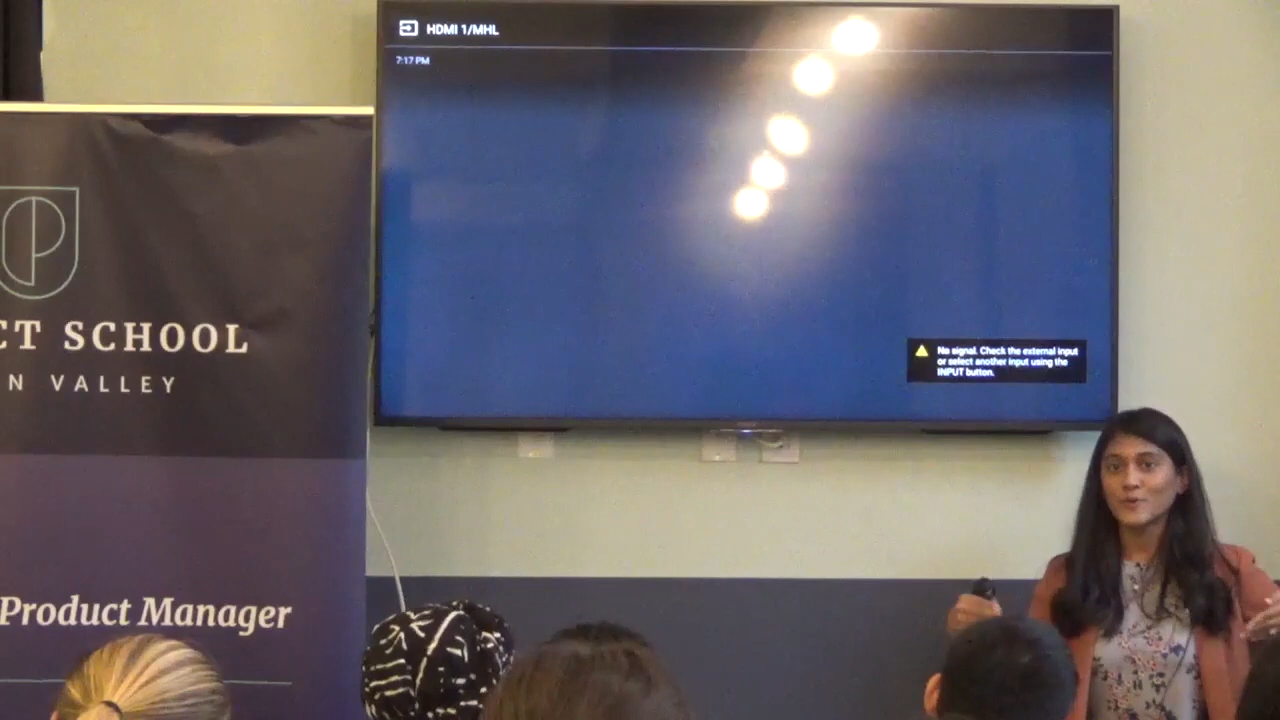 HDMI 1/MHL
7:17 PM
No signal. Check the external input
or select another input using the
INPUT button.
CT SCHOOL
N VALLEY
Product Manager